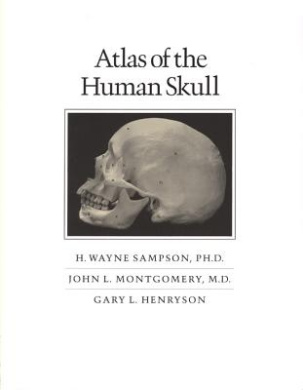 Atlas of the
Human Skull
H. WAYNE SAMPSON, PH.D.
JOHN L. MONTGOMERY, M.D.
GARY L. HENRYSON